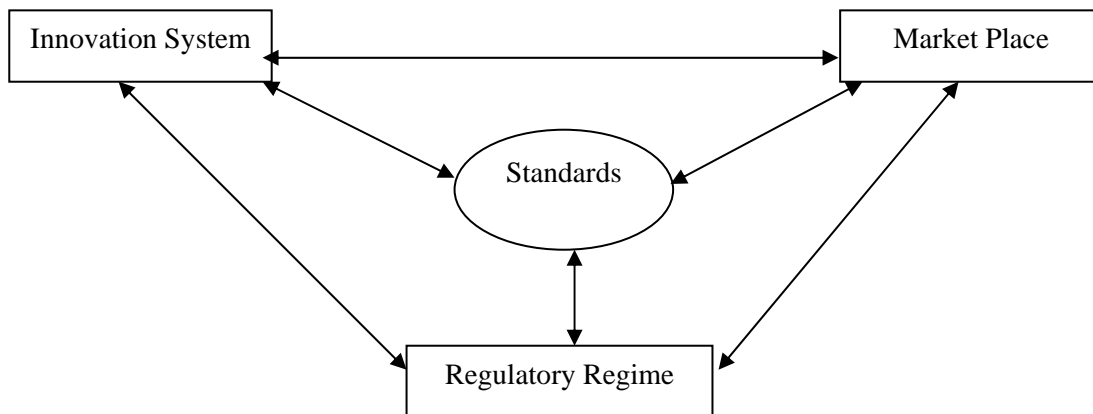 Innovation System
Market Place
Standards
Regulatory Regime